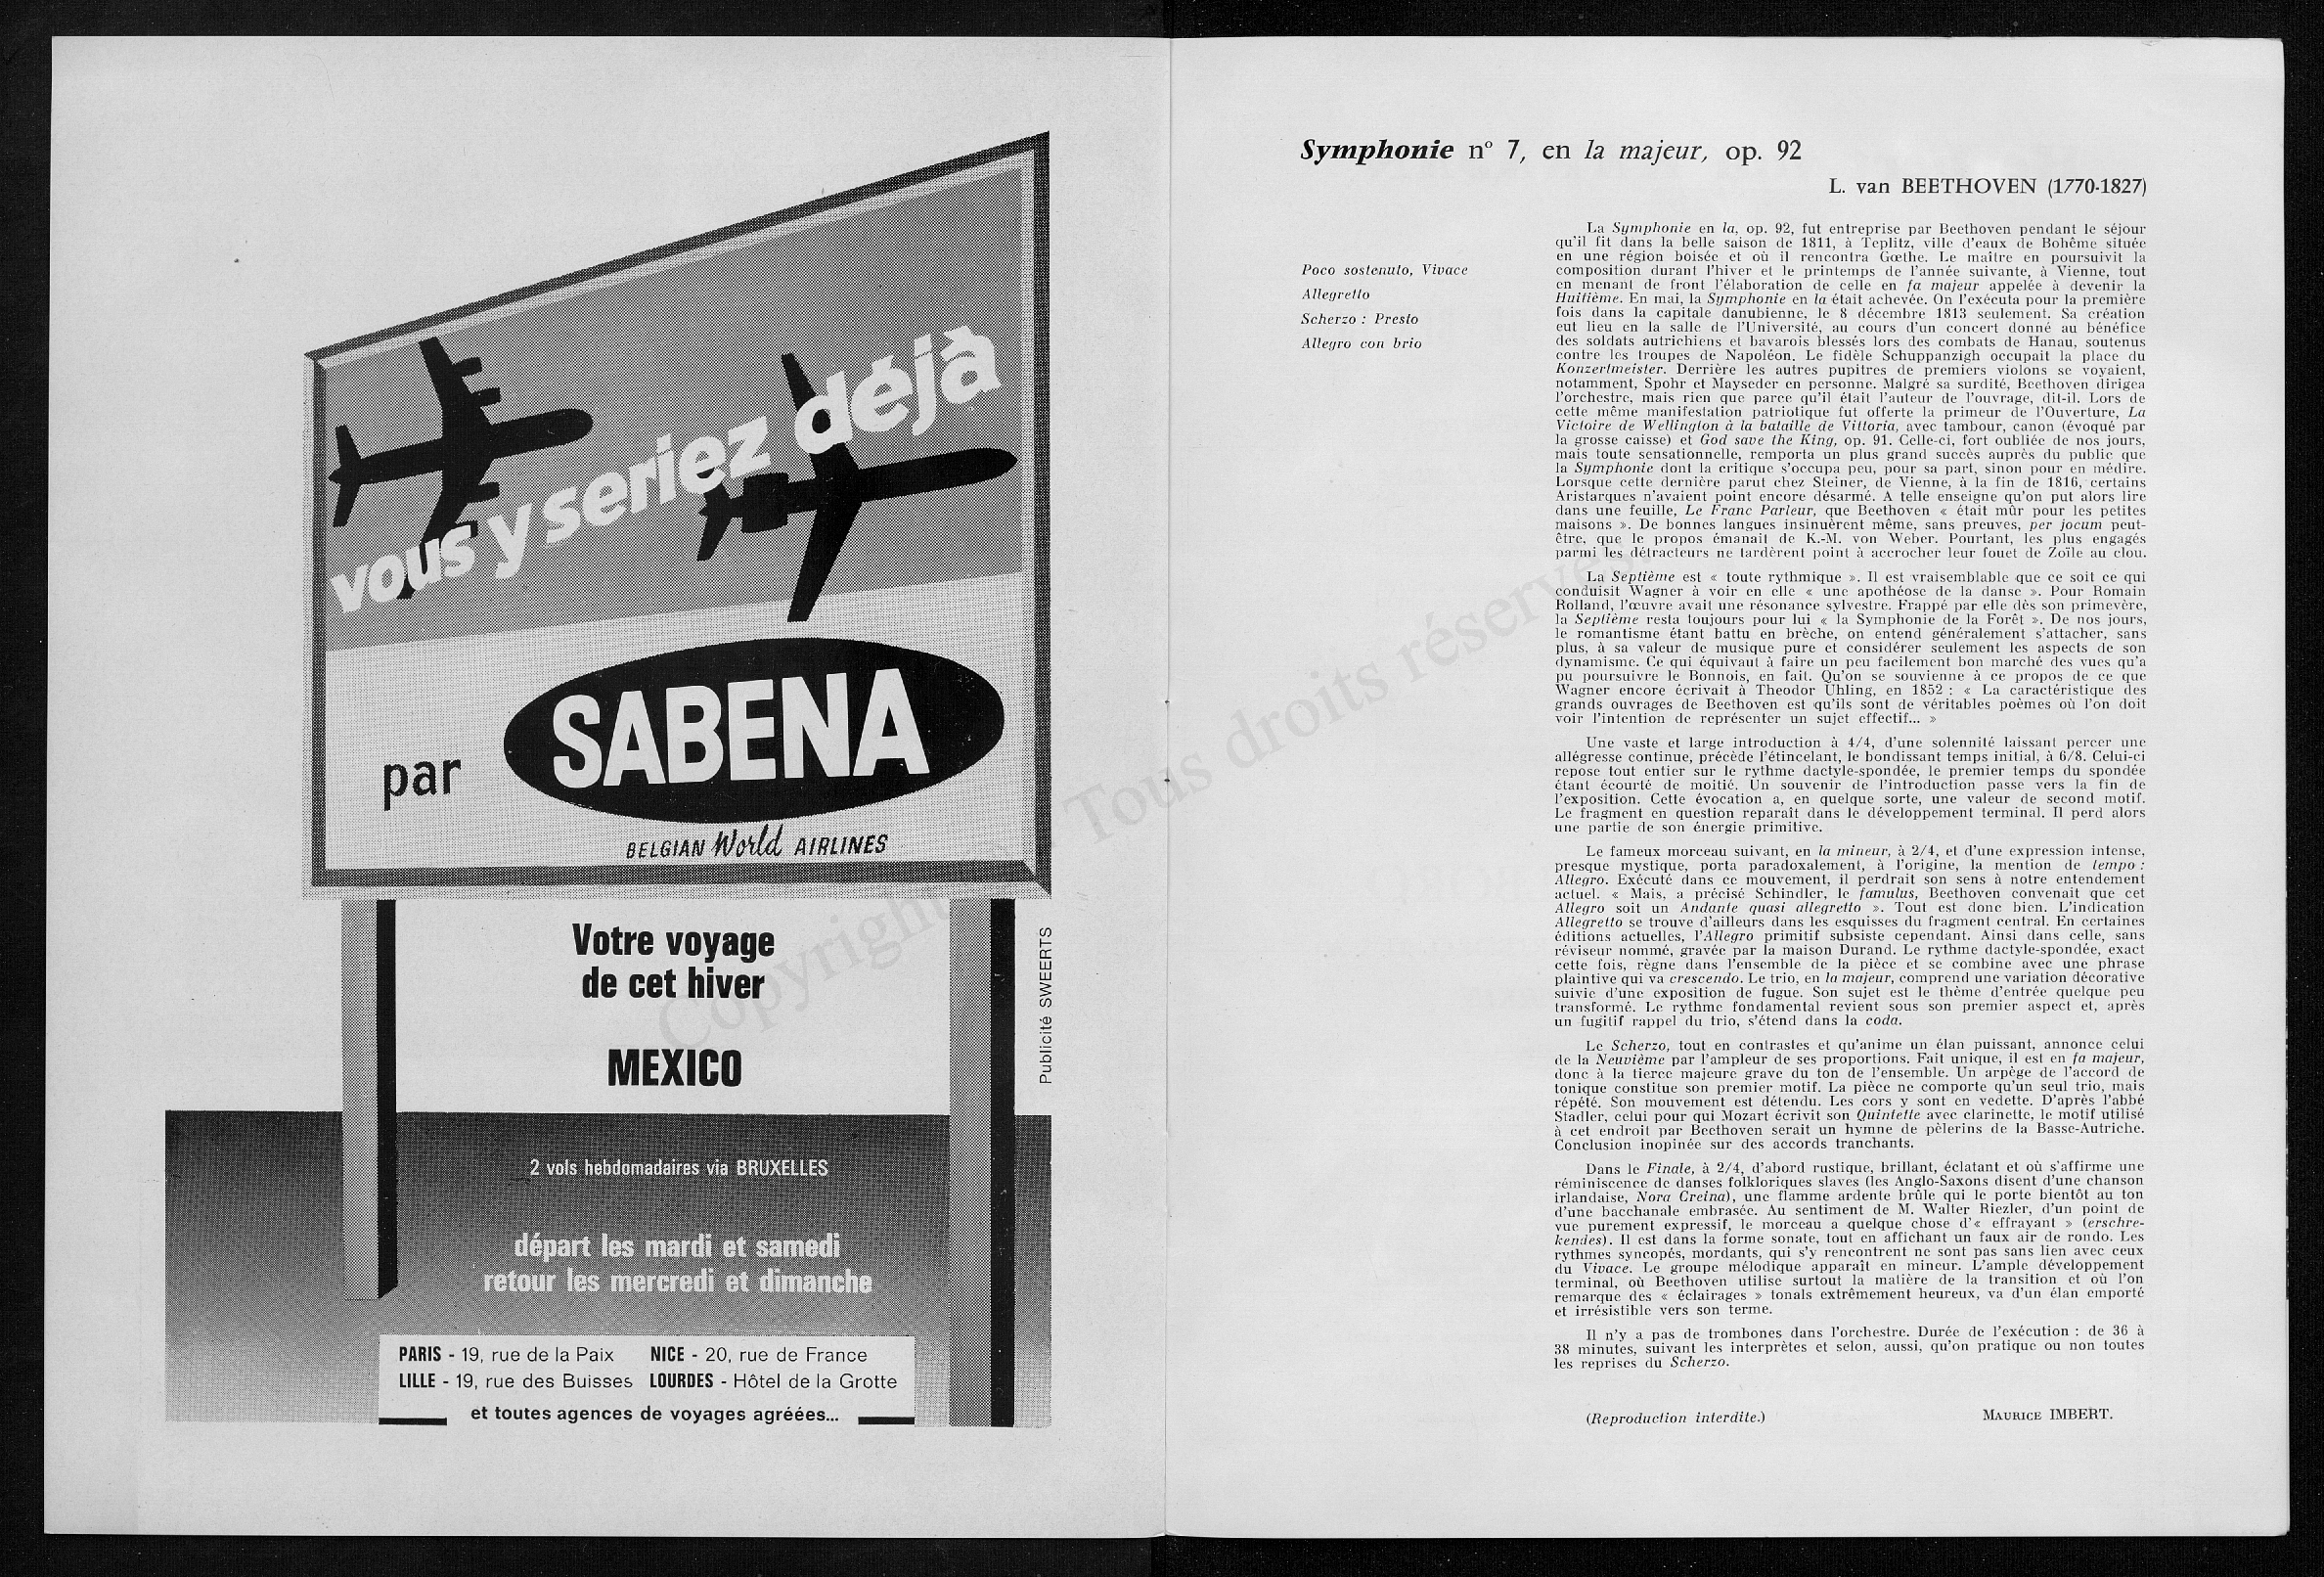 vous y seriez déjà
par SABENA
BELGIAN World AIRLINES
Votre voyage
de cet hiver
MEXICO
Publicité SWEERTS
2 vols hebdomadaires via BRUXELLES
départ les mardi et samedi
retour les mercredi et dimanche
PARIS - 19, rue de la Paix NICE - 20, rue de France
LILLE - 19, rue des Buisses LOURDES - Hôtel de la Grotte
et toutes agences de voyages agréées...
Symphonie n° 7, en la majeur, op. 92
L. van BEETHOVEN (1770-1827)
Poco sostenuto, Vivace
Allegretto
Scherzo : Presto
Allegro con brio
La Symphonie en la, op. 92, fut entreprise par Beethoven pendant le séjour
qu'il fit dans la belle saison de 1811, à Teplitz, ville d'eaux de Bohême située
en une région boisée et où il rencontra Gœthe. Le maître en poursuivit la
composition durant l'hiver et le printemps de l'année suivante, à Vienne, tout
en menant de front l'élaboration de celle en fa majeur appelée à devenir la
Huitième. En mai, la Symphonie en la était achevée. On l'exécuta pour la première
fois dans la capitale danubienne, le 8 décembre 1813 seulement. Sa création
eut lieu en la salle de l'Université, au cours d'un concert donné au bénéfice
des soldats autrichiens et bavarois blessés lors des combats de Hanau, soutenus
contre les troupes de Napoléon. Le fidèle Schuppanzigh occupait la place du
Konzertmeister. Derrière les autres pupitres de premiers violons se voyaient,
notamment, Spohr et Mayseder en personne. Malgré sa surdité, Beethoven dirigea
l'orchestre, mais rien que parce qu'il était l'auteur de l'ouvrage, dit-il. Lors de
cette même manifestation patriotique fut offerte la primeur de l'Ouverture, La
Victoire de Wellington à la bataille de Vittoria, avec tambour, canon (évoqué par
la grosse caisse) et God save the King, op. 91. Celle-ci, fort oubliée de nos jours,
mais toute sensationnelle, remporta un plus grand succès auprès du public que
la Symphonie dont la critique s'occupa peu, pour sa part, sinon pour en médire.
Lorsque cette dernière parut chez Steiner, de Vienne, à la fin de 1816, certains
Aristarques n'avaient point encore désarmé. A telle enseigne qu'on put alors lire
dans une feuille, Le Franc Parleur, que Beethoven « était mûr pour les petites
maisons ». De bonnes langues insinuèrent même, sans preuves, per jocum peut-
être, que le propos émanait de K.-M. von Weber. Pourtant, les plus engagés
parmi les détracteurs ne tardèrent point à accrocher leur fouet de Zoïle au clou.
La Septième est « toute rythmique ». Il est vraisemblable que ce soit ce qui
conduisit Wagner à voir en elle « une apothéose de la danse ». Pour Romain
Rolland, l'œuvre avait une résonance sylvestre. Frappé par elle dès son primevère,
la Septième resta toujours pour lui « la Symphonie de la Forêt ». De nos jours,
le romantisme étant battu en brèche, on entend généralement s'attacher, sans
plus, à sa valeur de musique pure et considérer seulement les aspects de son
dynamisme. Ce qui équivaut à faire un peu facilement bon marché des vues qu'a
pu poursuivre le Bonnois, en fait. Qu'on se souvienne à ce propos de ce que
Wagner encore écrivait à Theodor Uhling, en 1852 : « La caractéristique des
grands ouvrages de Beethoven est qu'ils sont de véritables poèmes où l'on doit
voir l'intention de représenter un sujet effectif... »
Une vaste et large introduction à 4/4, d'une solennité laissant percer une
allégresse continue, précède l'étincelant, le bondissant temps initial, à 6/8. Celui-ci
repose tout entier sur le rythme dactyle-spondée, le premier temps du spondée
étant écourté de moitié. Un souvenir de l'introduction passe vers la fin de
l'exposition. Cette évocation a, en quelque sorte, une valeur de second motif.
Le fragment en question reparaît dans le développement terminal. Il perd alors
une partie de son énergie primitive.
Le fameux morceau suivant, en la mineur, à 2/4, et d'une expression intense,
presque mystique, porta paradoxalement, à l'origine, la mention de tempo :
Allegro. Exécuté dans ce mouvement, il perdrait son sens à notre entendement
actuel. « Mais, a précisé Schindler, le famulus, Beethoven convenait que cet
Allegro soit un Andante quasi allegretto ». Tout est donc bien. L'indication
Allegretto se trouve d'ailleurs dans les esquisses du fragment central. En certaines
éditions actuelles, l'Allegro primitif subsiste cependant. Ainsi dans celle, sans
réviseur nommé, gravée par la maison Durand. Le rythme dactyle-spondée, exact
cette fois, règne dans l'ensemble de la pièce et se combine avec une phrase
plaintive qui va crescendo. Le trio, en la majeur, comprend une variation décorative
suivie d'une exposition de fugue. Son sujet est le thème d'entrée quelque peu
transformé. Le rythme fondamental revient sous son premier aspect et, après
un fugitif rappel du trio, s'étend dans la coda.
Le Scherzo, tout en contrastes et qu'anime un élan puissant, annonce celui
de la Neuvième par l'ampleur de ses proportions. Fait unique, il est en fa majeur,
donc à la tierce majeure grave du ton de l'ensemble. Un arpège de l'accord de
tonique constitue son premier motif. La pièce ne comporte qu'un seul trio, mais
répété. Son mouvement est détendu. Les cors y sont en vedette. D'après l'abbé
Stadler, celui pour qui Mozart écrivit son Quintette avec clarinette, le motif utilisé
à cet endroit par Beethoven serait un hymne de pèlerins de la Basse-Autriche.
Conclusion inopinée sur des accords tranchants.
Dans le Finale, à 2/4, d'abord rustique, brillant, éclatant et où s'affirme une
réminiscence de danses folkloriques slaves (les Anglo-Saxons disent d'une chanson
irlandaise, Nora Creina), une flamme ardente brûle qui le porte bientôt au ton
d'une bacchanale embrasée. Au sentiment de M. Walter Riezler, d'un point de
vue purement expressif, le morceau a quelque chose d'« effrayant » (erschre-
kendes). Il est dans la forme sonate, tout en affichant un faux air de rondo. Les
rythmes syncopés, mordants, qui s'y rencontrent ne sont pas sans lien avec ceux
du Vivace. Le groupe mélodique apparaît en mineur. L'ample développement
terminal, où Beethoven utilise surtout la matière de la transition et où l'on
remarque des « éclairages » tonals extrêmement heureux, va d'un élan emporté
et irrésistible vers son terme.
Il n'y a pas de trombones dans l'orchestre. Durée de l'exécution : de 36 à
38 minutes, suivant les interprètes et selon, aussi, qu'on pratique ou non toutes
les reprises du Scherzo.
(Reproduction interdite.) MAURICE IMBERT.
Copyright Tous droits réservés